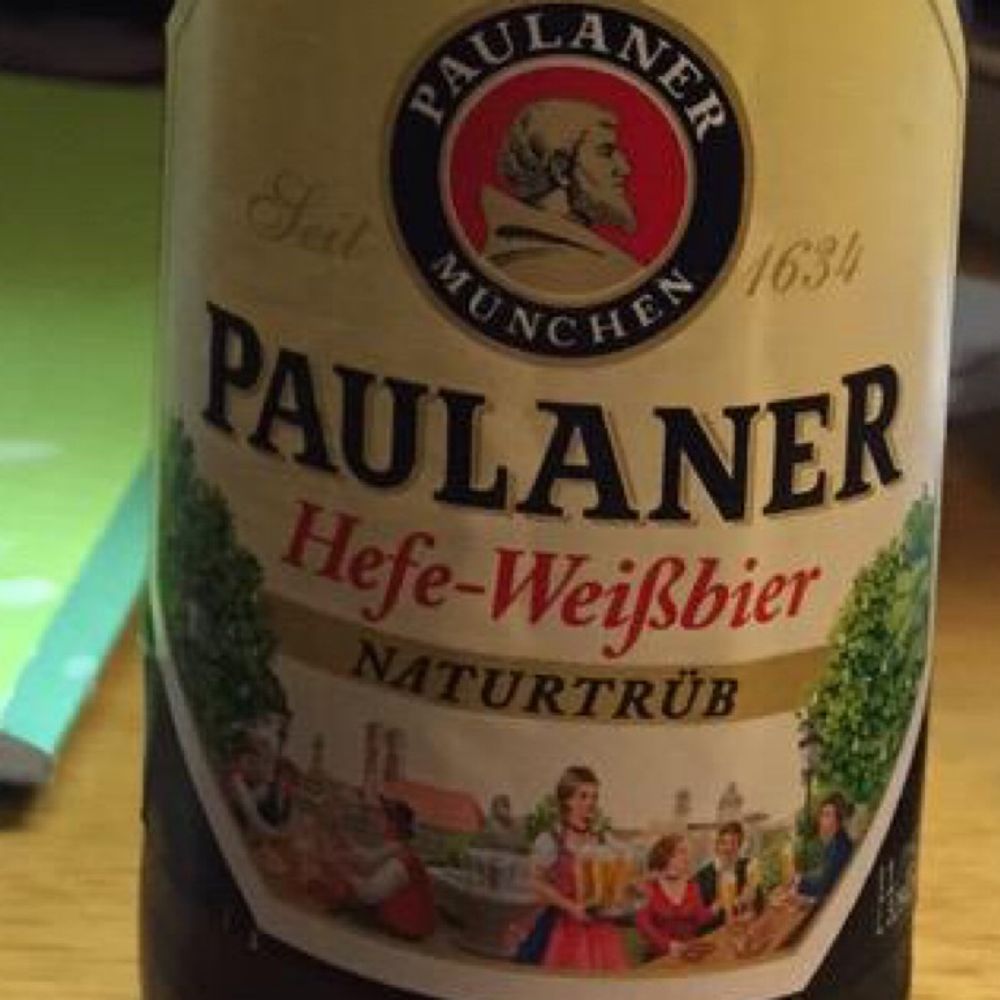 PAULANER
MÜNCHEN
Seit 1634
PAULANER
Hefe-Weißbier
NATURTRÜB